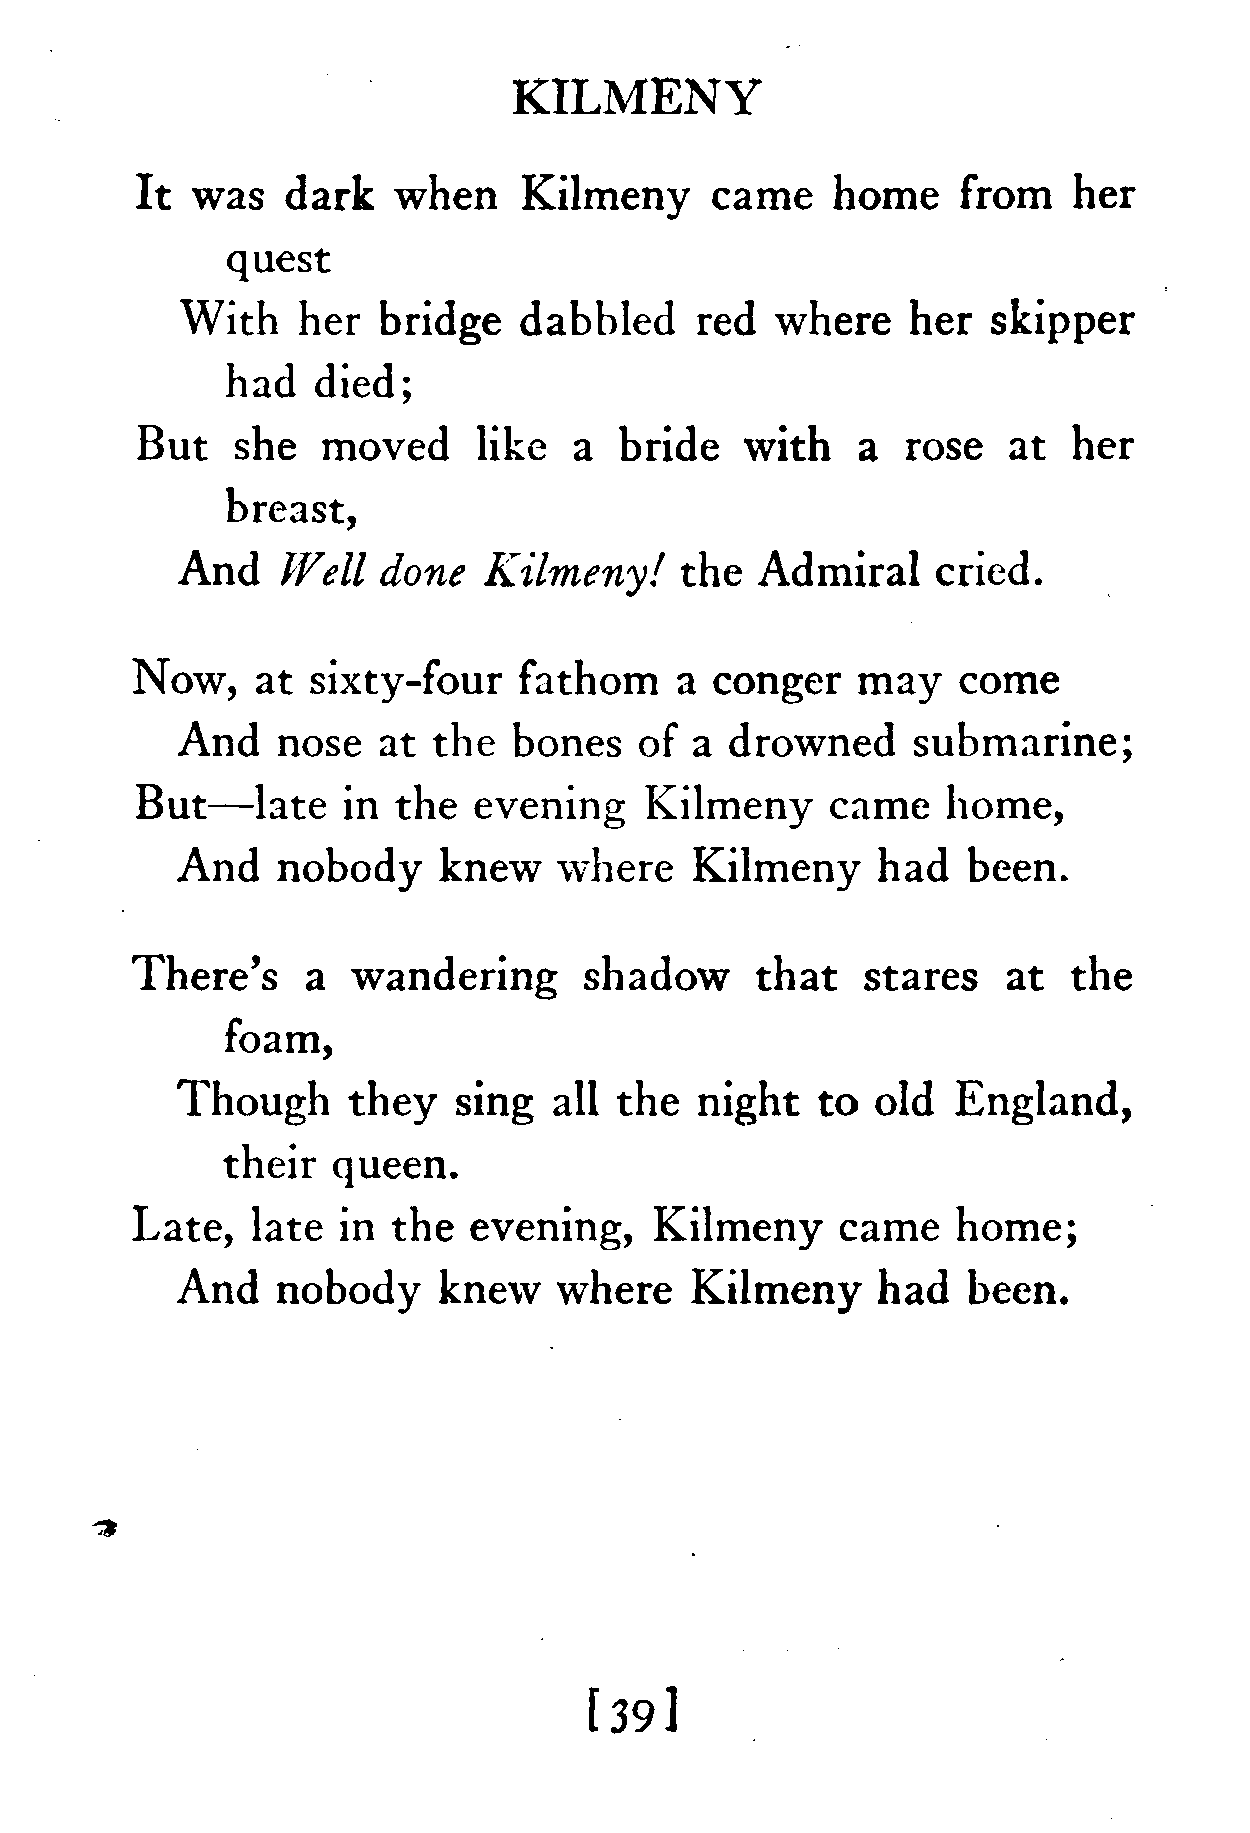 KILMENY
It was dark when Kilmeny came home from her
quest
With her bridge dabbled red where her skipper
had died;
But she moved like a bride with a rose at her
breast,
And Well done Kilmeny! the Admiral cried.
Now, at sixty-four fathom a conger may come
And nose at the bones of a drowned submarine;
But—late in the evening Kilmeny came home,
And nobody knew where Kilmeny had been.
There's a wandering shadow that stares at the
foam,
Though they sing all the night to old England,
their queen.
Late, late in the evening, Kilmeny came home;
And nobody knew where Kilmeny had been.
[39]